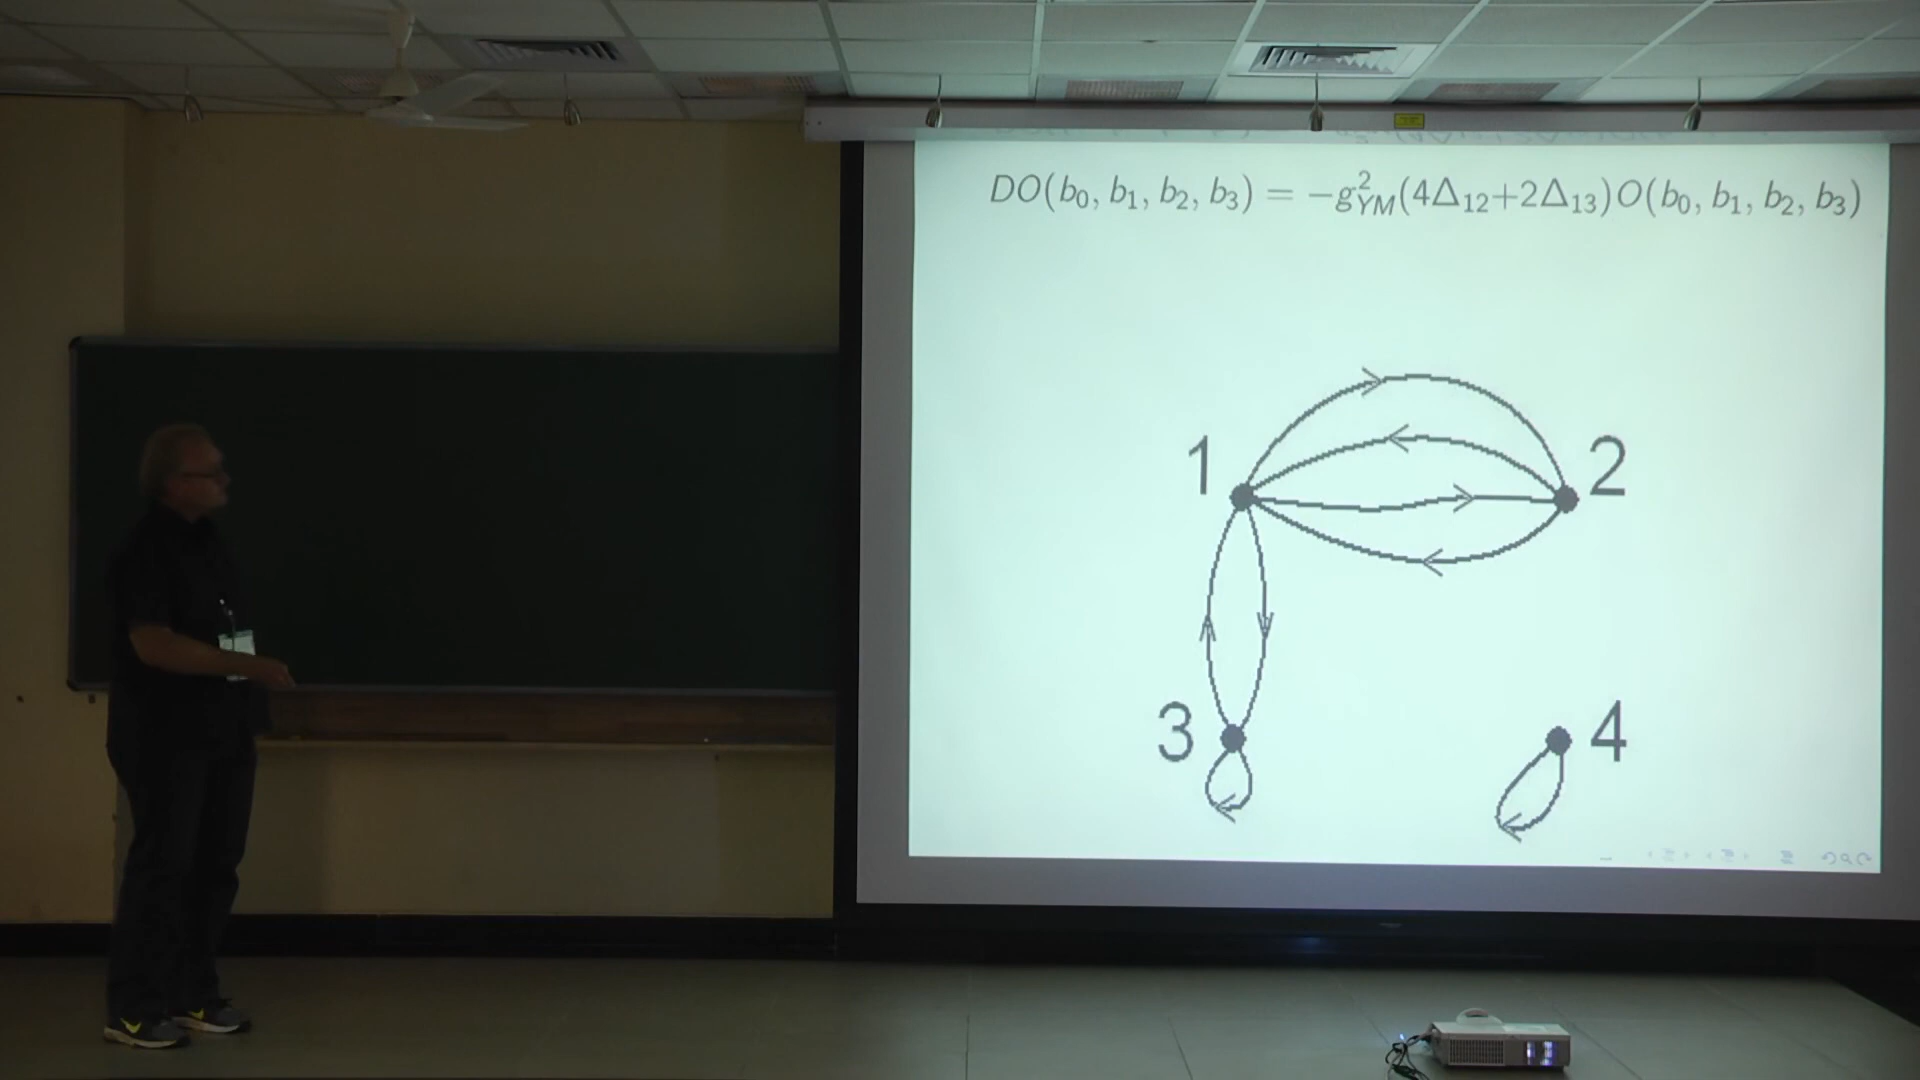 DO(b₀, b₁, b₂, b₃) = −g²_YM(4Δ₁₂+2Δ₁₃)O(b₀, b₁, b₂, b₃)
1 2
3 4